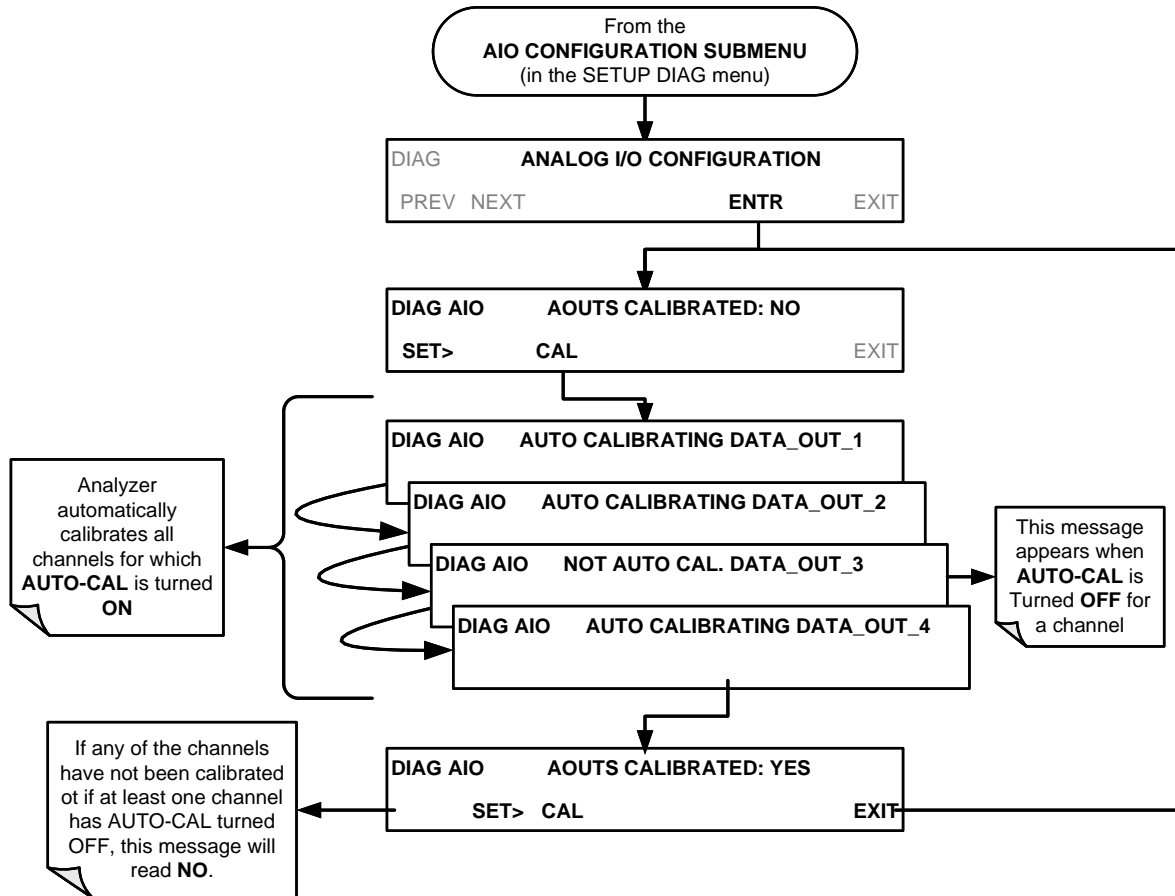 From the
AIO CONFIGURATION SUBMENU
(in the SETUP DIAG menu)
DIAG ANALOG I/O CONFIGURATION
PREV NEXT ENTR EXIT
DIAG AIO AOUTS CALIBRATED: NO
SET> CAL EXIT
DIAG AIO AUTO CALIBRATING DATA_OUT_1
DIAG AIO AUTO CALIBRATING DATA_OUT_2
DIAG AIO NOT AUTO CAL. DATA_OUT_3
DIAG AIO AUTO CALIBRATING DATA_OUT_4
Analyzer
automatically
calibrates all
channels for which
AUTO-CAL is turned
ON
This message
appears when
AUTO-CAL is
Turned OFF for
a channel
If any of the channels
have not been calibrated
ot if at least one channel
has AUTO-CAL turned
OFF, this message will
read NO.
DIAG AIO AOUTS CALIBRATED: YES
SET> CAL EXIT